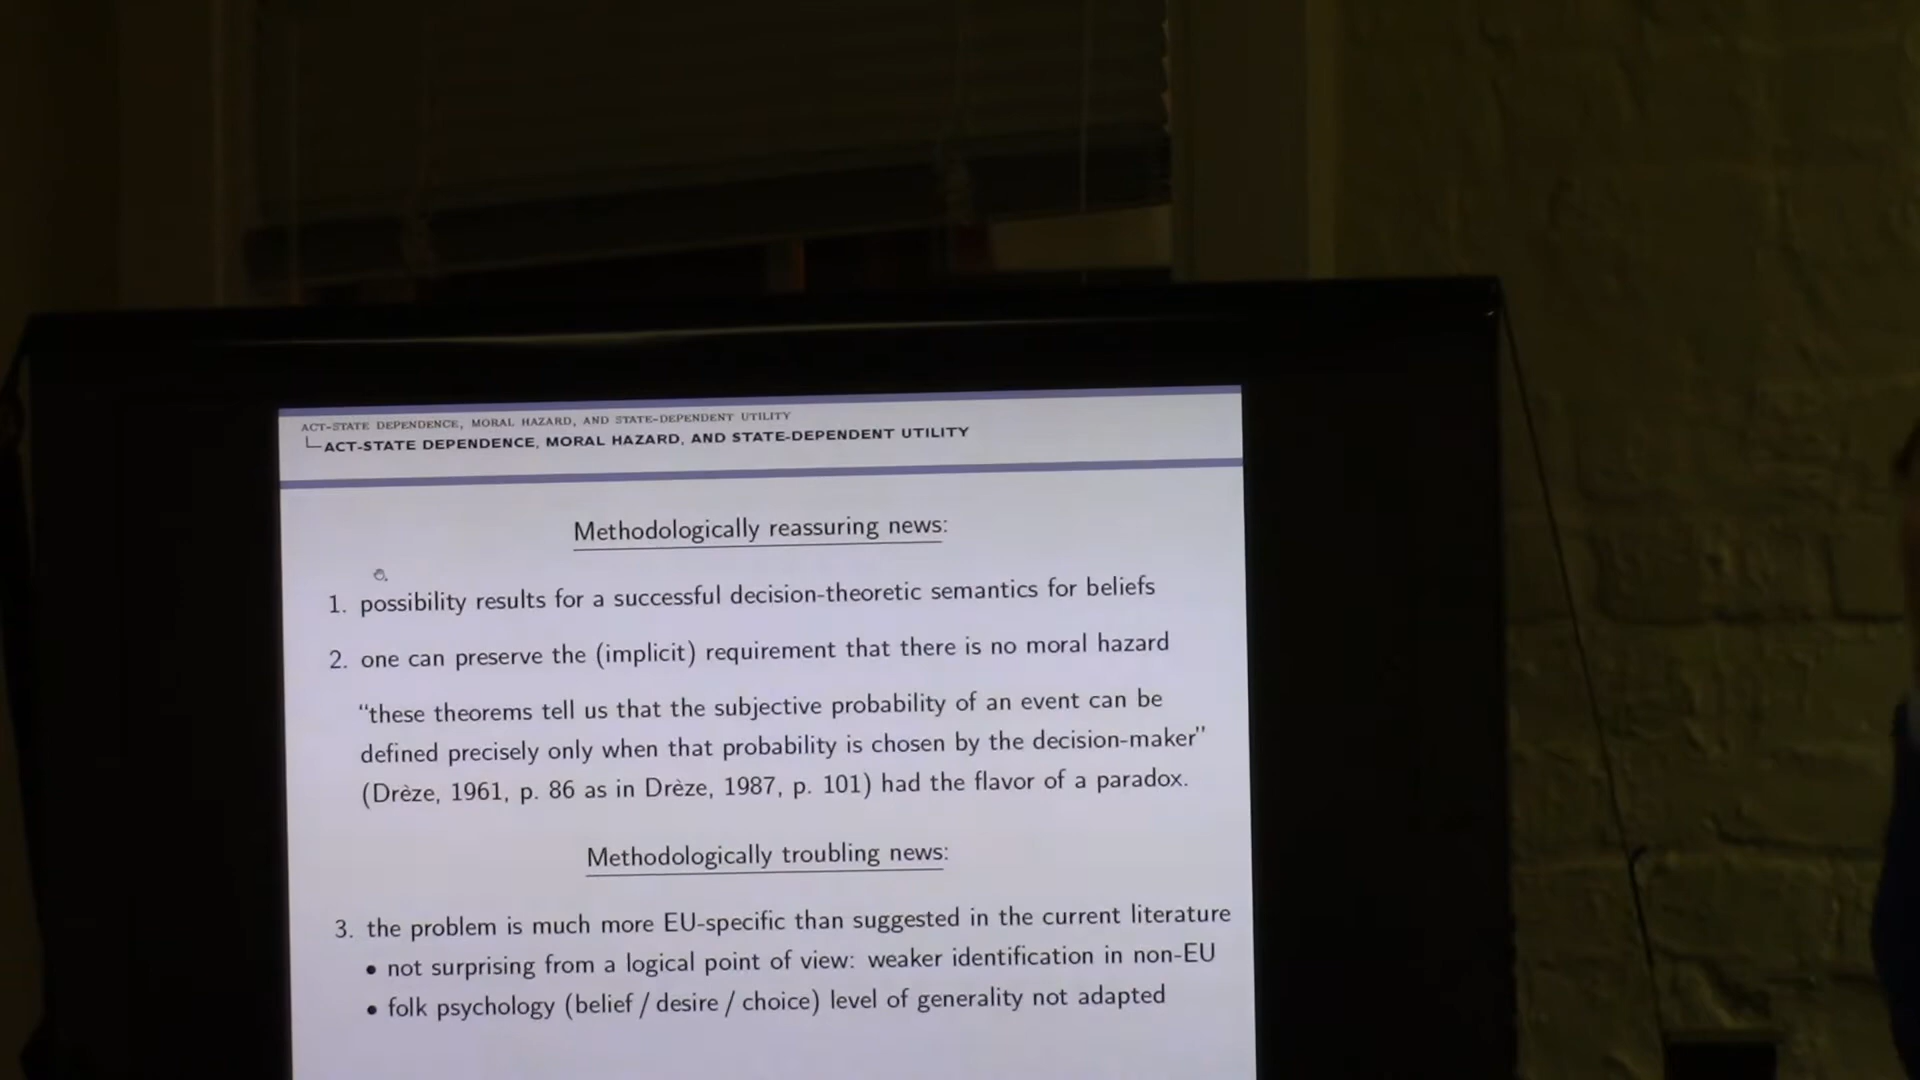 ACT-STATE DEPENDENCE, MORAL HAZARD, AND STATE-DEPENDENT UTILITY
ACT-STATE DEPENDENCE, MORAL HAZARD, AND STATE-DEPENDENT UTILITY
Methodologically reassuring news:
1. possibility results for a successful decision-theoretic semantics for beliefs
2. one can preserve the (implicit) requirement that there is no moral hazard
“these theorems tell us that the subjective probability of an event can be
defined precisely only when that probability is chosen by the decision-maker”
(Drèze, 1961, p. 86 as in Drèze, 1987, p. 101) had the flavor of a paradox.
Methodologically troubling news:
3. the problem is much more EU-specific than suggested in the current literature
• not surprising from a logical point of view: weaker identification in non-EU
• folk psychology (belief / desire / choice) level of generality not adapted